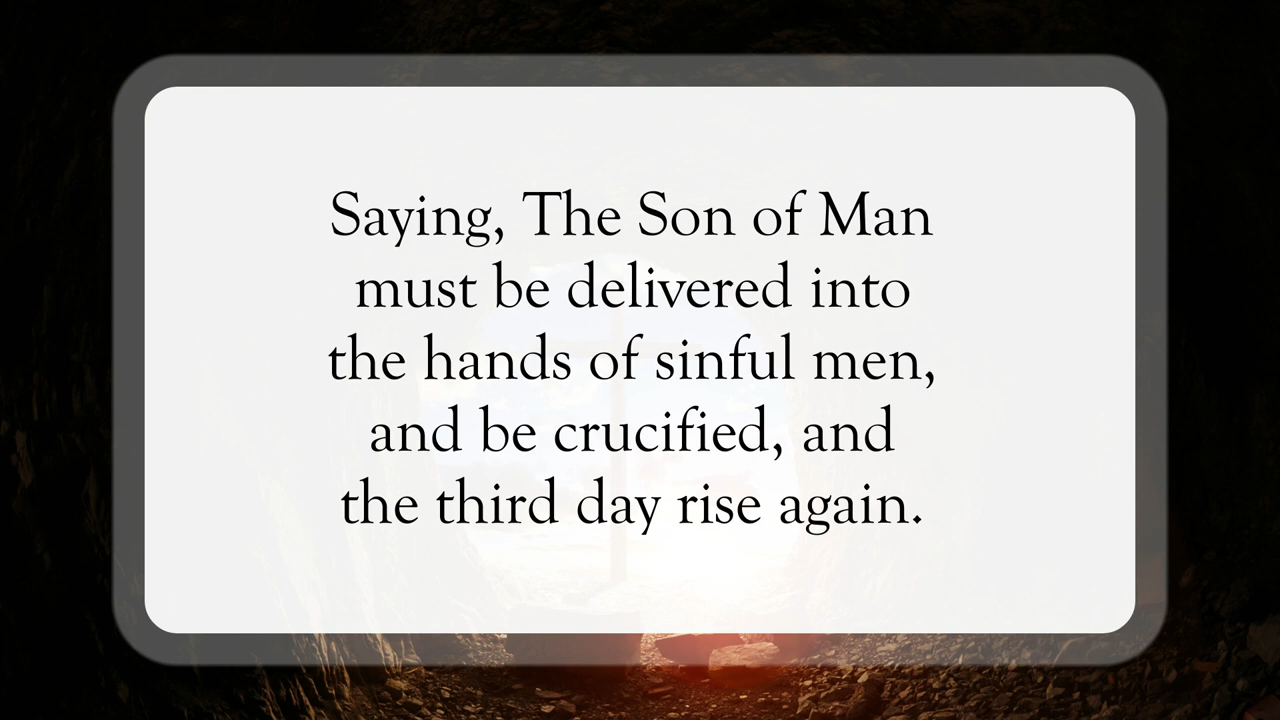 Saying, The Son of Man
must be delivered into
the hands of sinful men,
and be crucified, and
the third day rise again.